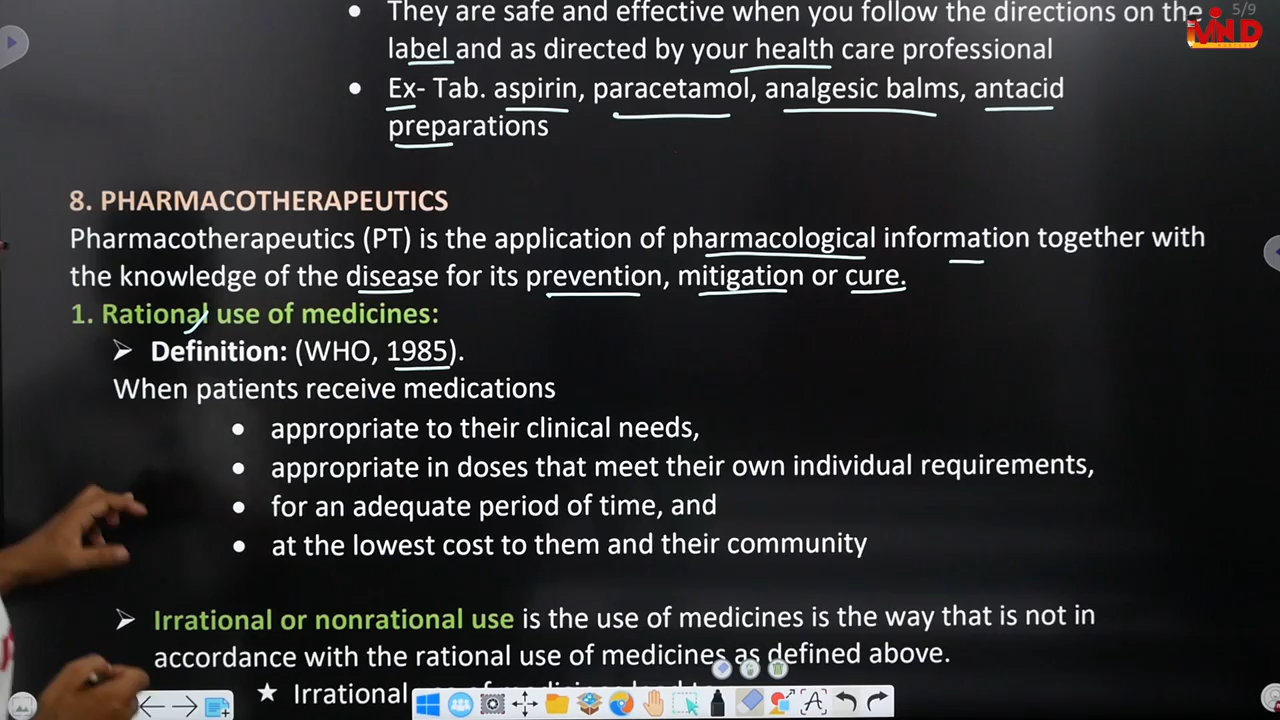 They are safe and effective when you follow the directions on the
5/9
label and as directed by your health care professional
Ex- Tab. aspirin, paracetamol, analgesic balms, antacid
preparations
8. PHARMACOTHERAPEUTICS
Pharmacotherapeutics (PT) is the application of pharmacological information together with
the knowledge of the disease for its prevention, mitigation or cure.
1. Rational use of medicines:
Definition: (WHO, 1985).
When patients receive medications
appropriate to their clinical needs,
appropriate in doses that meet their own individual requirements,
for an adequate period of time, and
at the lowest cost to them and their community
Irrational or nonrational use is the use of medicines is the way that is not in
accordance with the rational use of medicines as defined above.
Irrational